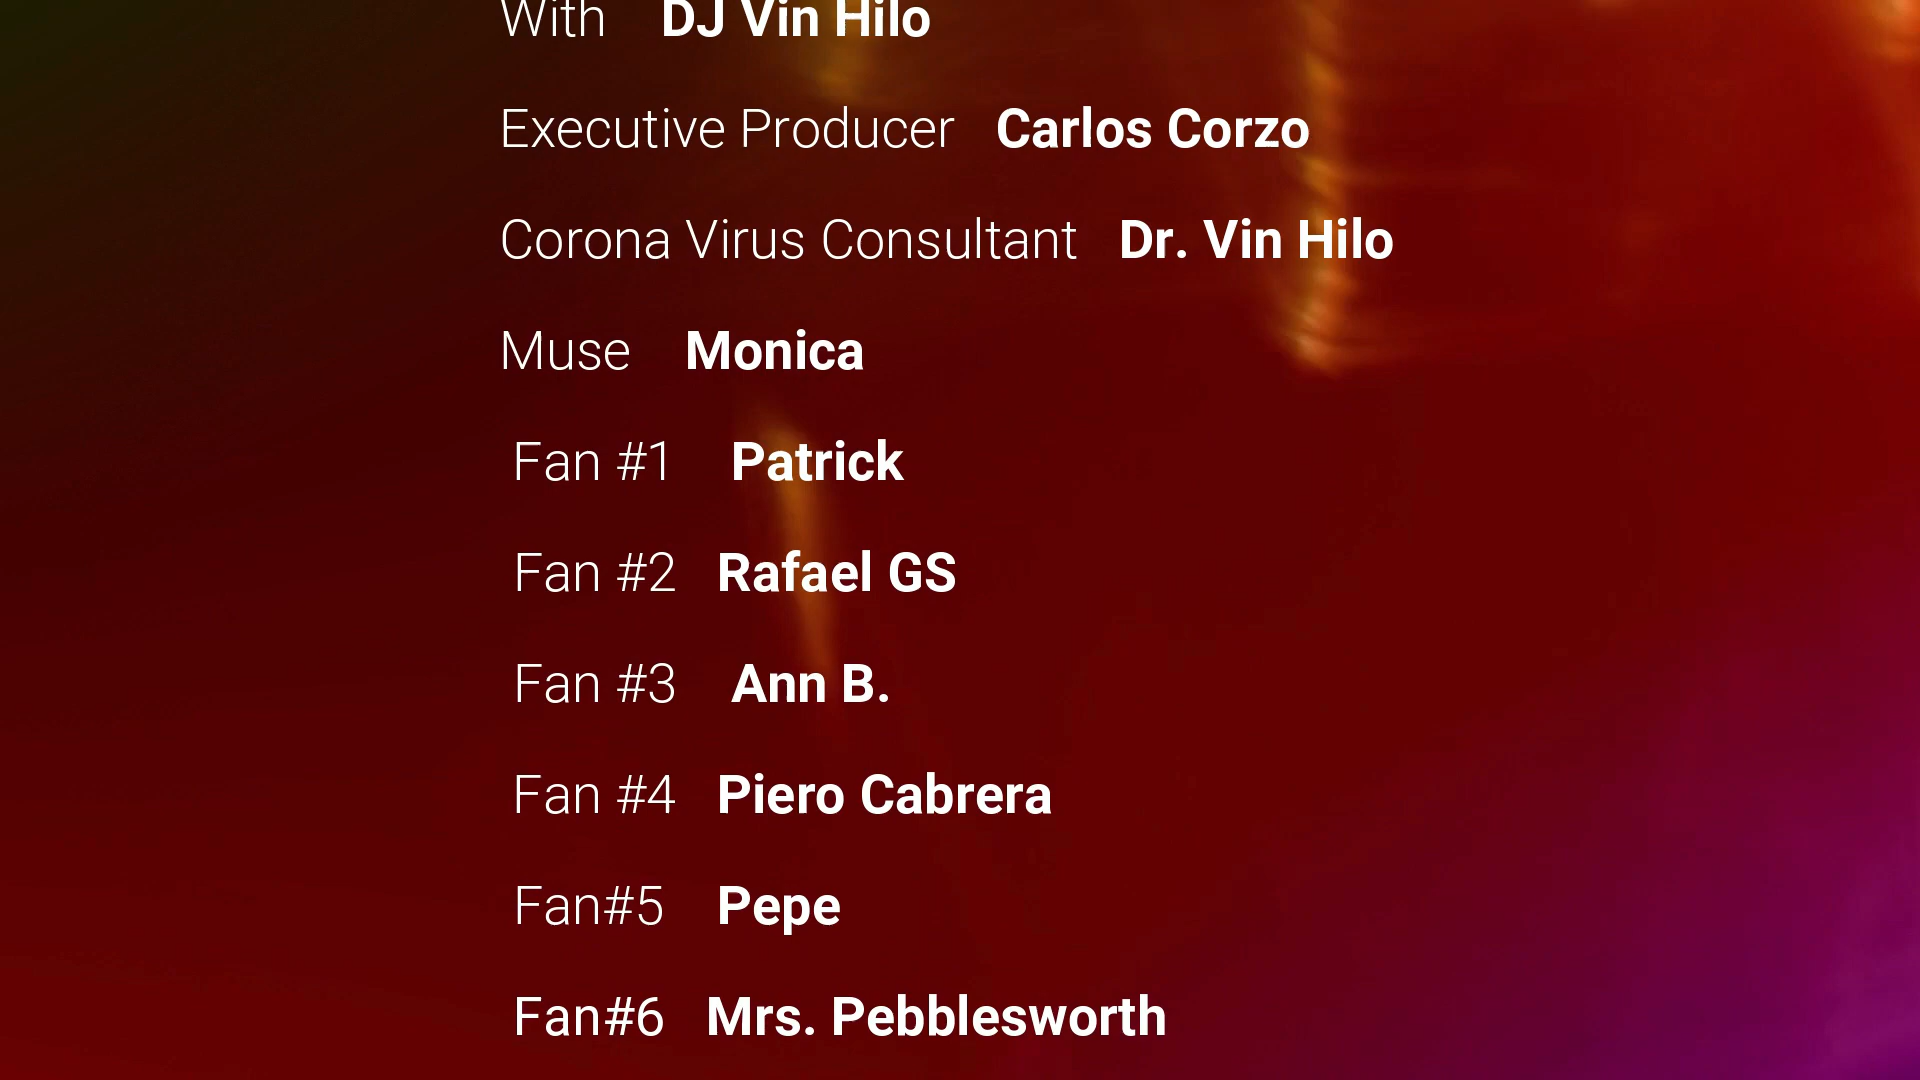 With DJ Vin Hilo
Executive Producer Carlos Corzo
Corona Virus Consultant Dr. Vin Hilo
Muse Monica
Fan #1 Patrick
Fan #2 Rafael GS
Fan #3 Ann B.
Fan #4 Piero Cabrera
Fan#5 Pepe
Fan#6 Mrs. Pebblesworth